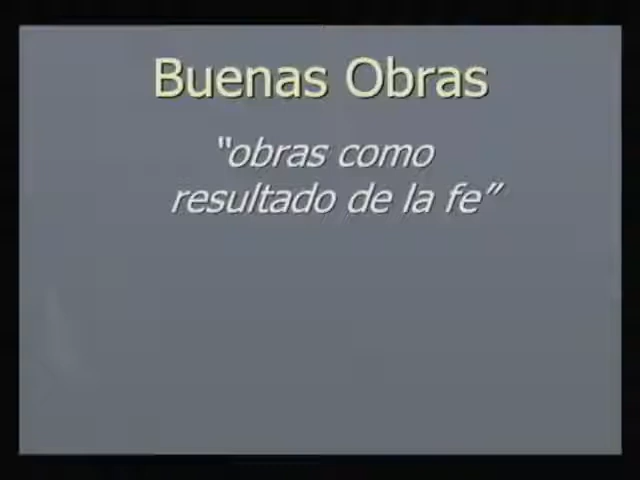 Buenas Obras
“obras como
resultado de la fe”